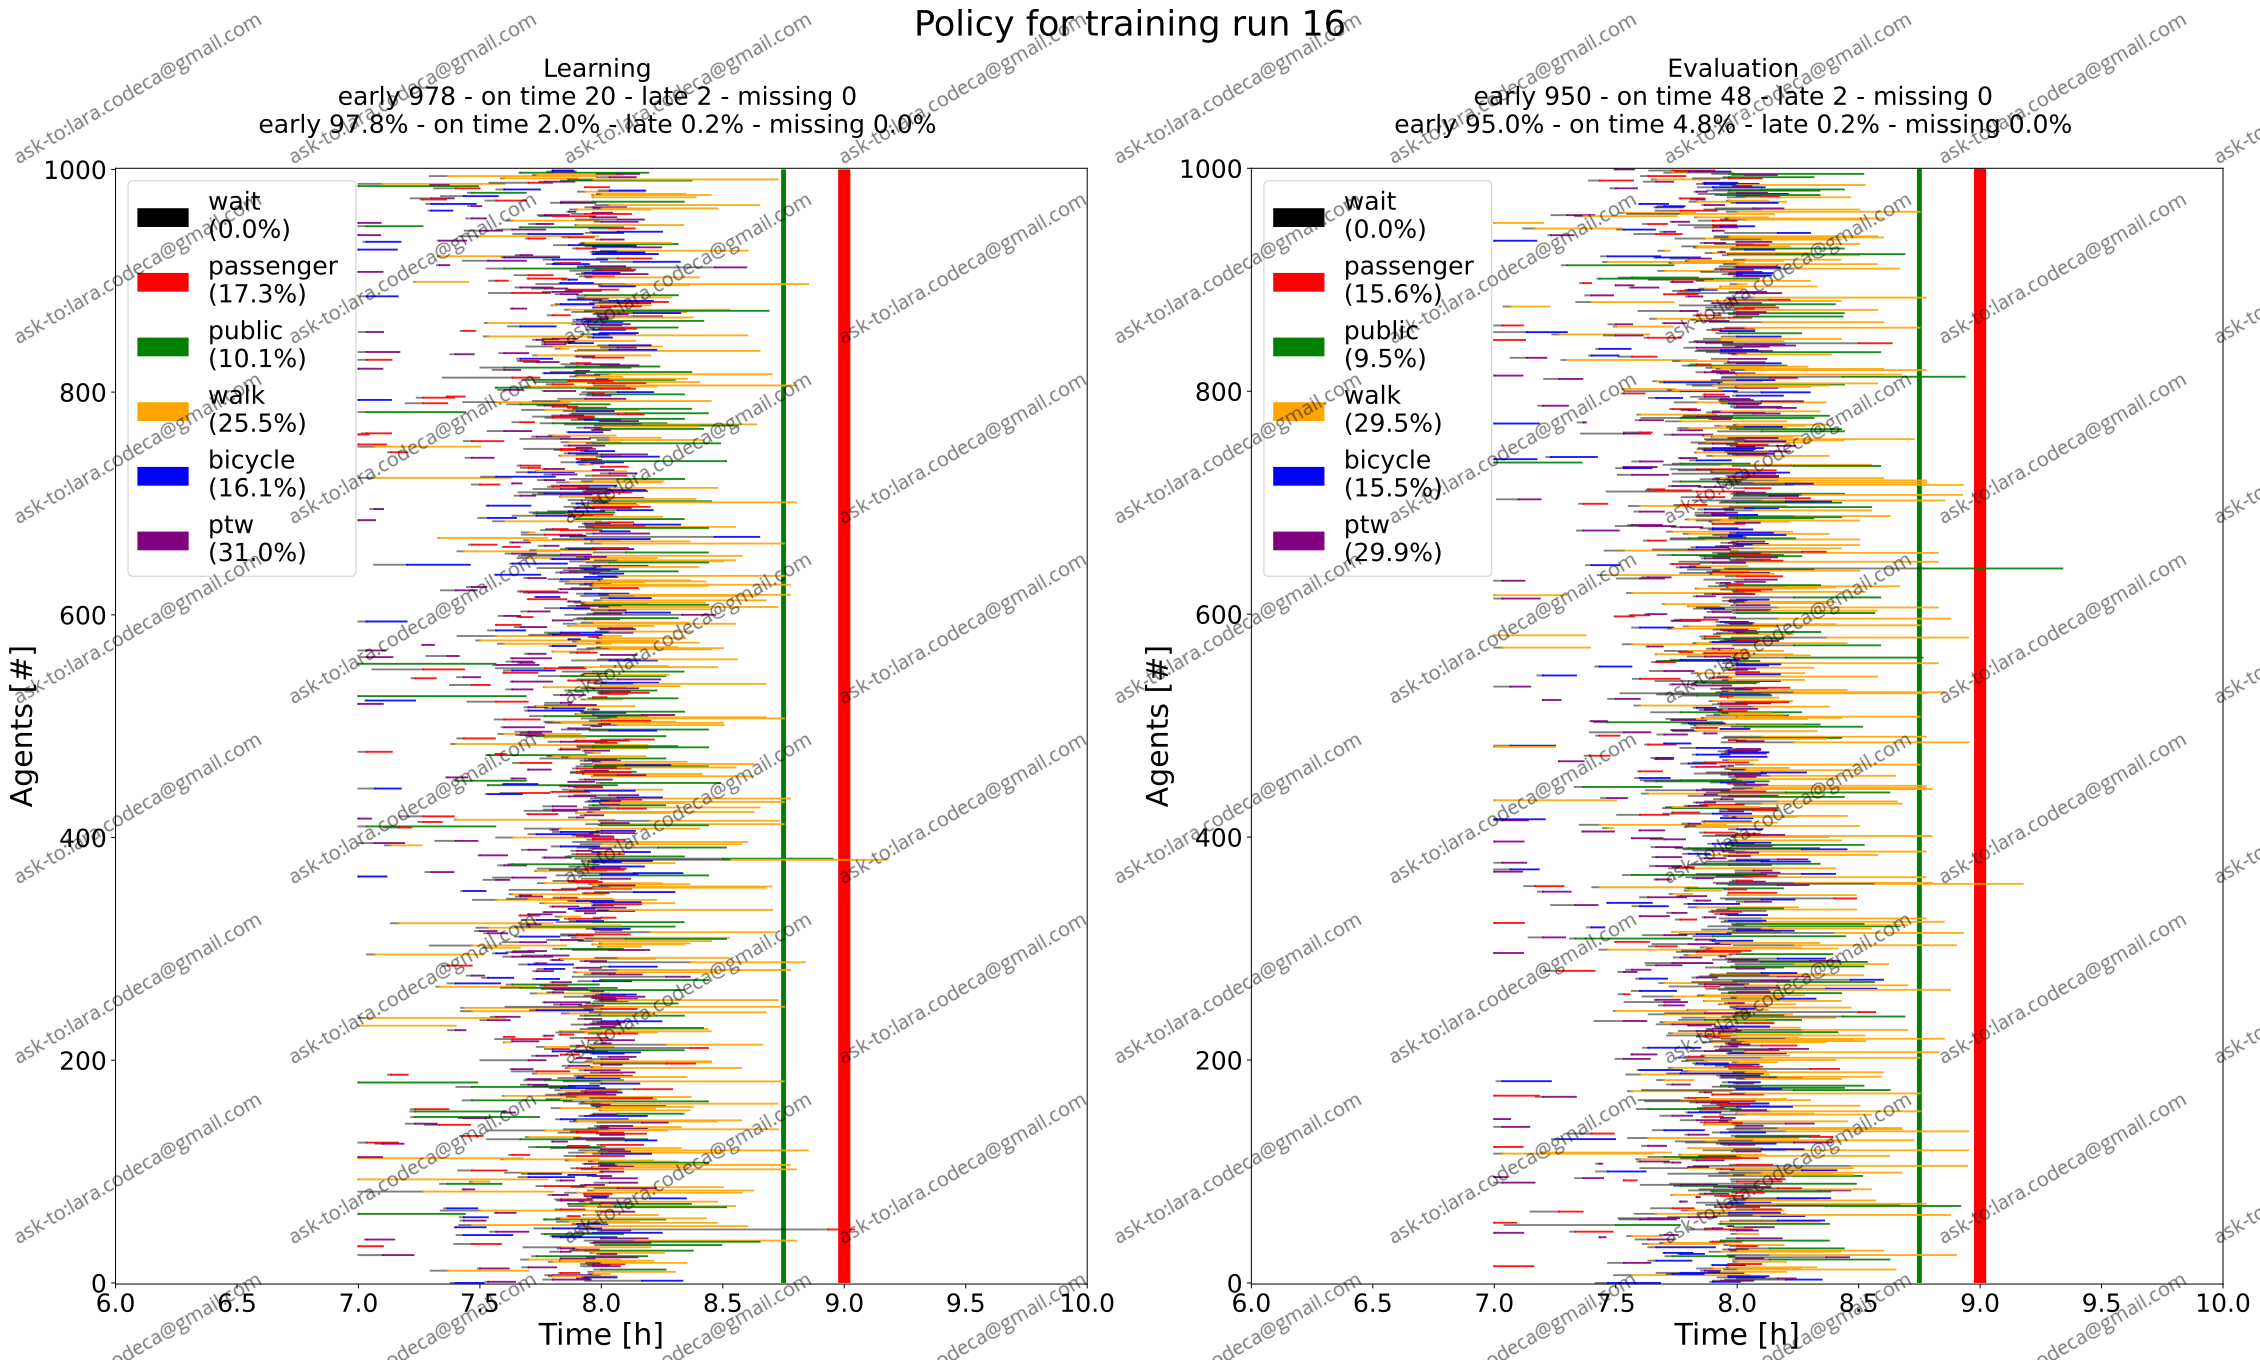 Policy for training run 16
Learning
early 978 - on time 20 - late 2 - missing 0
early 97.8% - on time 2.0% - late 0.2% - missing 0.0%
1000
800
600
400
200
0
Agents [#]
wait
(0.0%)
passenger
(17.3%)
public
(10.1%)
walk
(25.5%)
bicycle
(16.1%)
ptw
(31.0%)
6.0 6.5 7.0 7.5 8.0 8.5 9.0 9.5 10.0
Time [h]
Evaluation
early 950 - on time 48 - late 2 - missing 0
early 95.0% - on time 4.8% - late 0.2% - missing 0.0%
1000
800
600
400
200
0
Agents [#]
wait
(0.0%)
passenger
(15.6%)
public
(9.5%)
walk
(29.5%)
bicycle
(15.5%)
ptw
(29.9%)
6.0 6.5 7.0 7.5 8.0 8.5 9.0 9.5 10.0
Time [h]
ask-to:lara.codeca@gmail.com